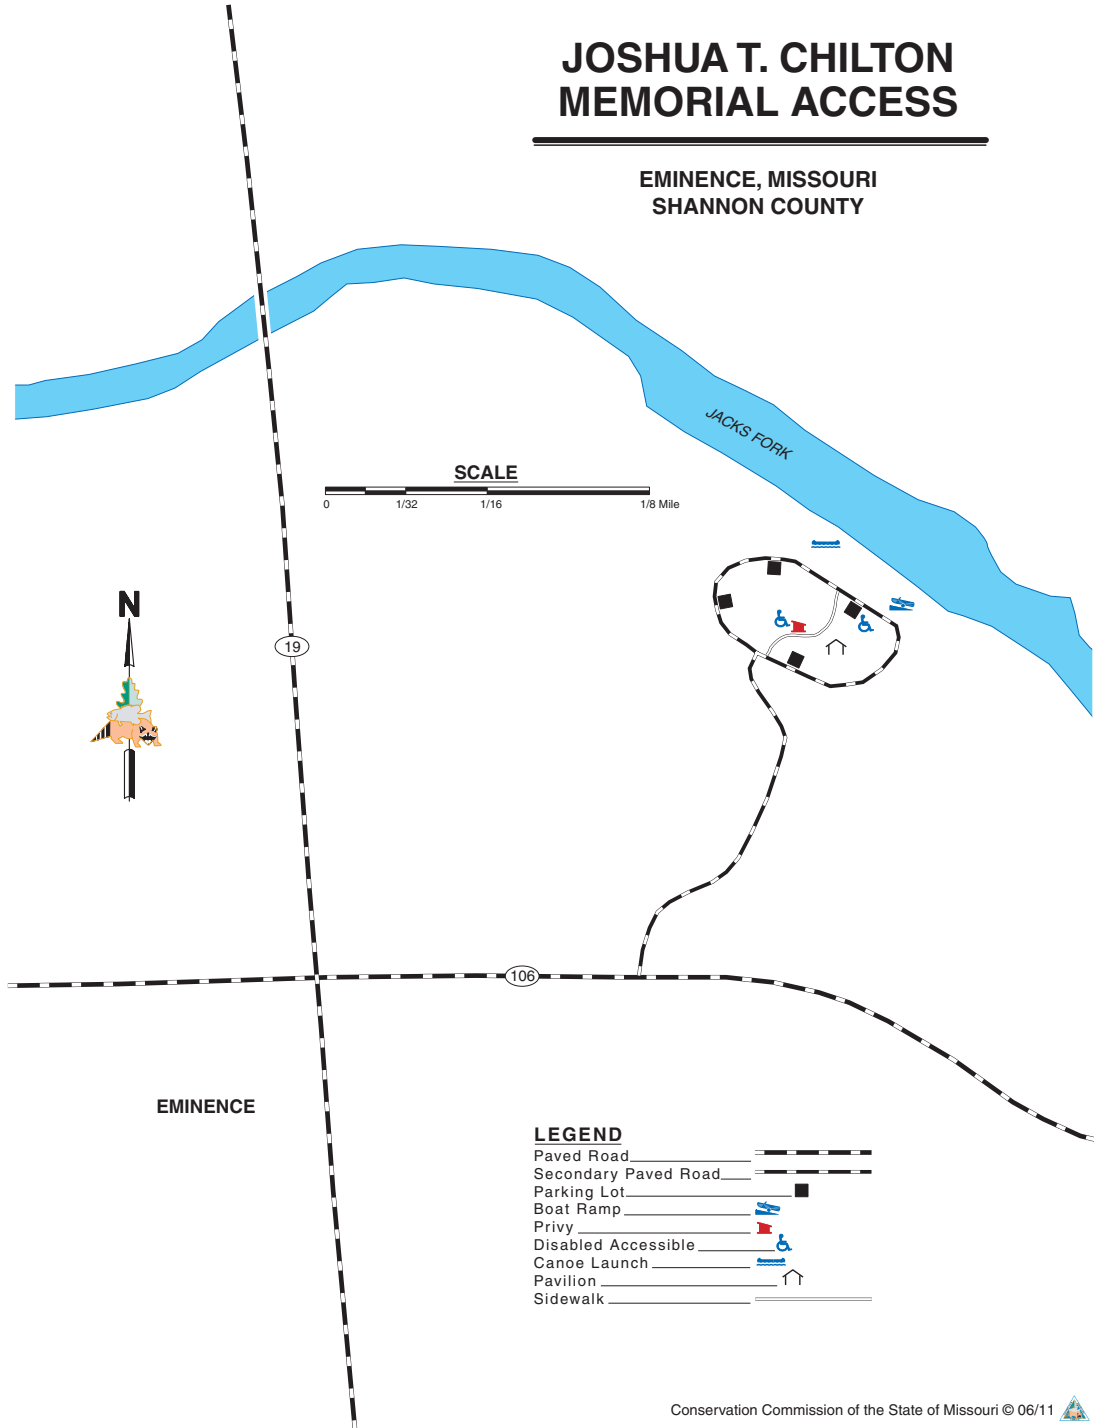 JOSHUA T. CHILTON
MEMORIAL ACCESS
EMINENCE, MISSOURI
SHANNON COUNTY
JACKS FORK
SCALE
0 1/32 1/16 1/8 Mile
N
19
106
EMINENCE
LEGEND
Paved Road
Secondary Paved Road
Parking Lot
Boat Ramp
Privy
Disabled Accessible
Canoe Launch
Pavilion
Sidewalk
Conservation Commission of the State of Missouri © 06/11